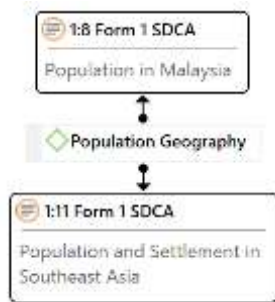 1:8 Form 1 SDCA
Population in Malaysia
Population Geography
1:11 Form 1 SDCA
Population and Settlement in
Southeast Asia